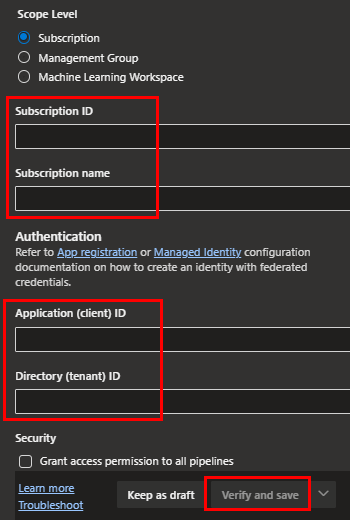 Scope Level
Subscription
Management Group
Machine Learning Workspace
Subscription ID
Subscription name
Authentication
Refer to App registration or Managed Identity configuration
documentation on how to create an identity with federated
credentials.
Application (client) ID
Directory (tenant) ID
Security
Grant access permission to all pipelines
Learn more
Troubleshoot
Keep as draft
Verify and save